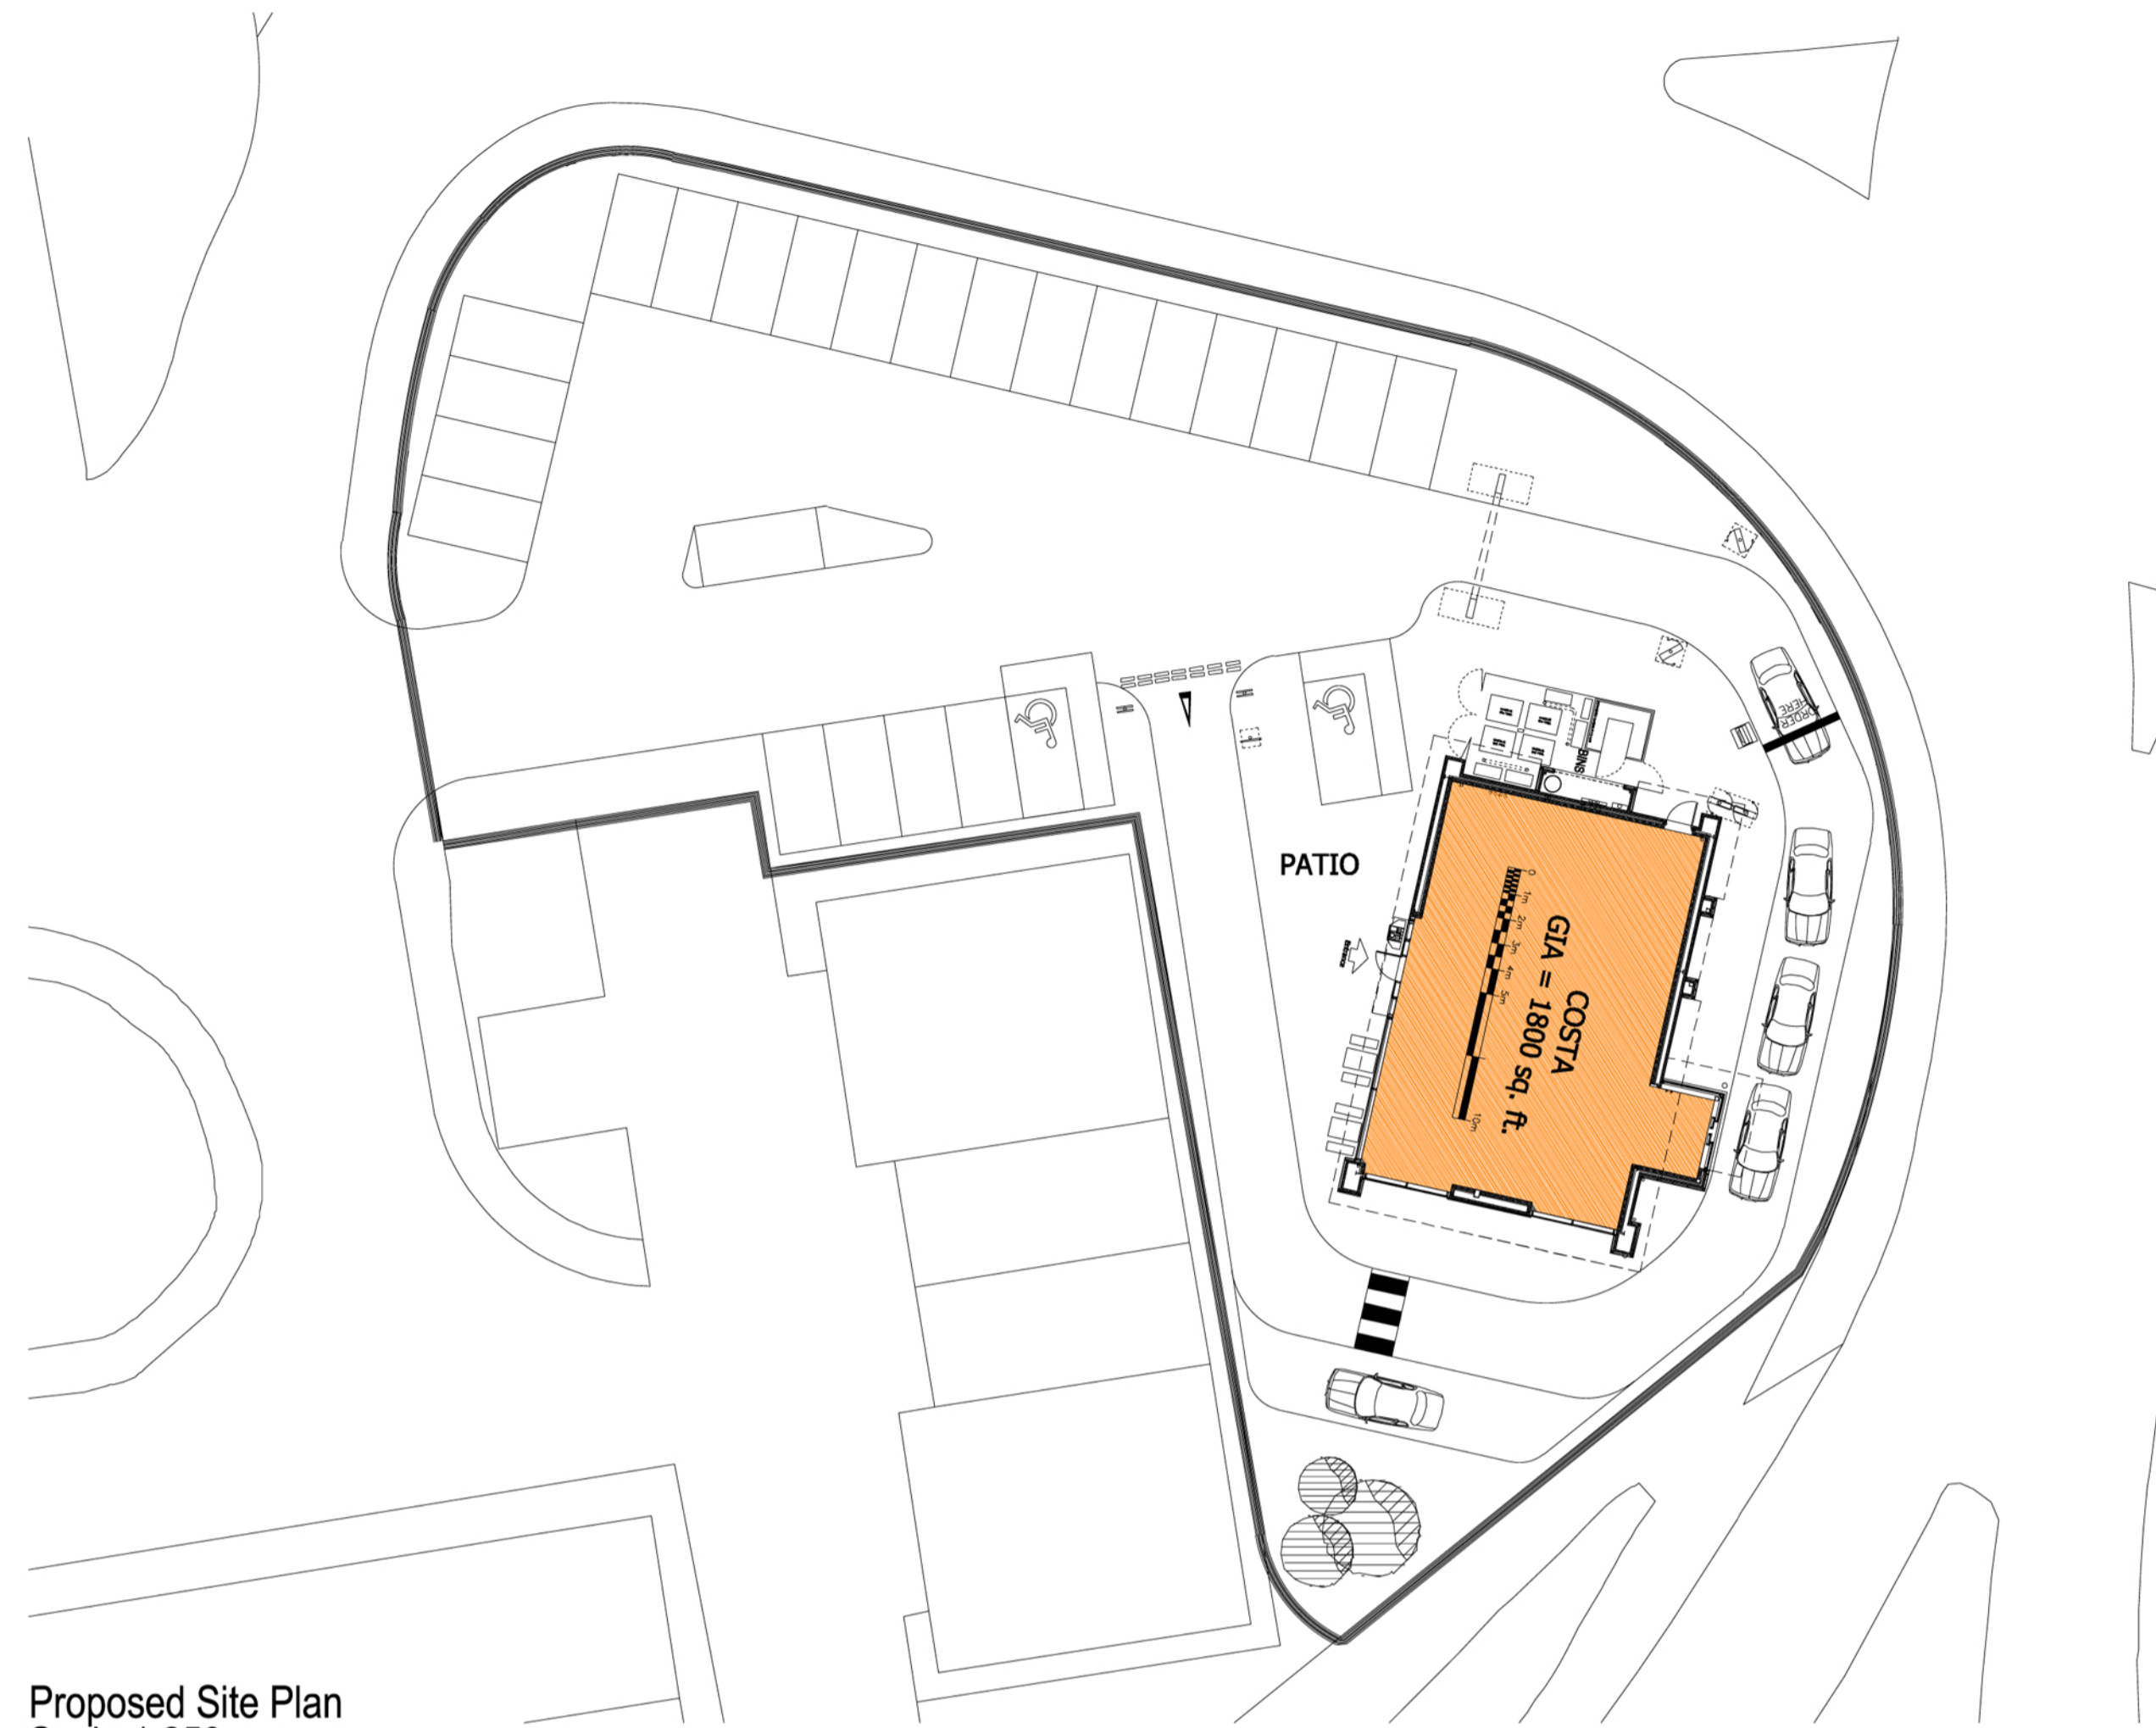 ORDER
HERE
BINS
PATIO
Entrance
0
1m
2m
3m
4m
5m
10m
COSTA
GIA = 1800 sq. ft.
Proposed Site Plan